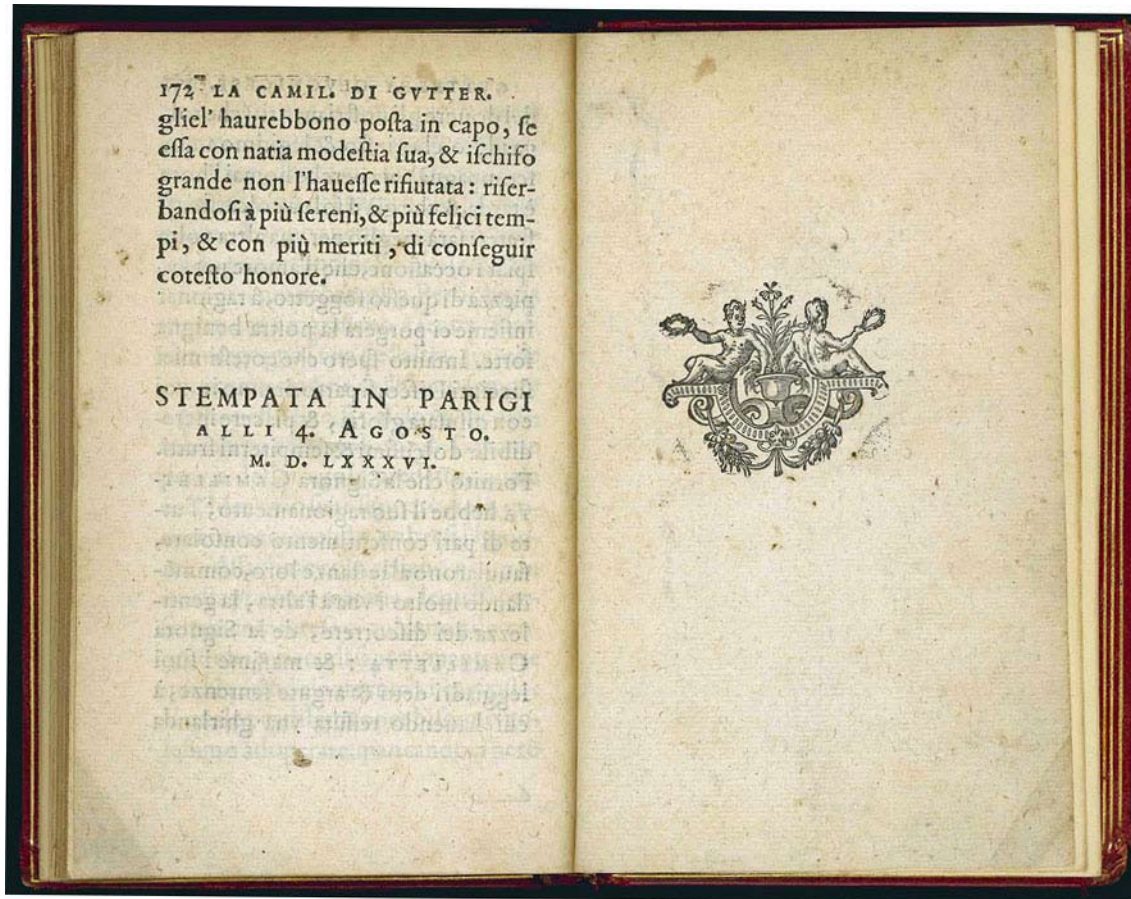 172 LA CAMIL. DI GVTTER.
gliel' haurebbono poſta in capo, ſe
eſſa con natia modeſtia ſua, & iſchifo
grande non l'haueſſe rifiutata: riſer-
bandoſi à più ſereni, & più felici tem-
pi, & con più meriti, di conſeguir
coteſto honore.
STEMPATA IN PARIGI
ALLI 4. AGOSTO.
M. D. LXXXVI.